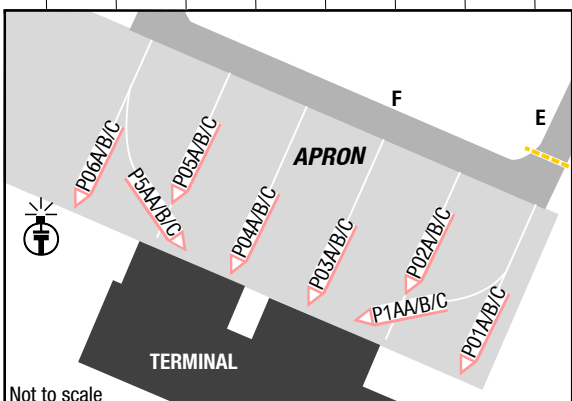 F
E
APRON
P06A/B/C
P05A/B/C
P5AA/B/C
P04A/B/C
P03A/B/C
P02A/B/C
P1AA/B/C
P01A/B/C
TERMINAL
Not to scale